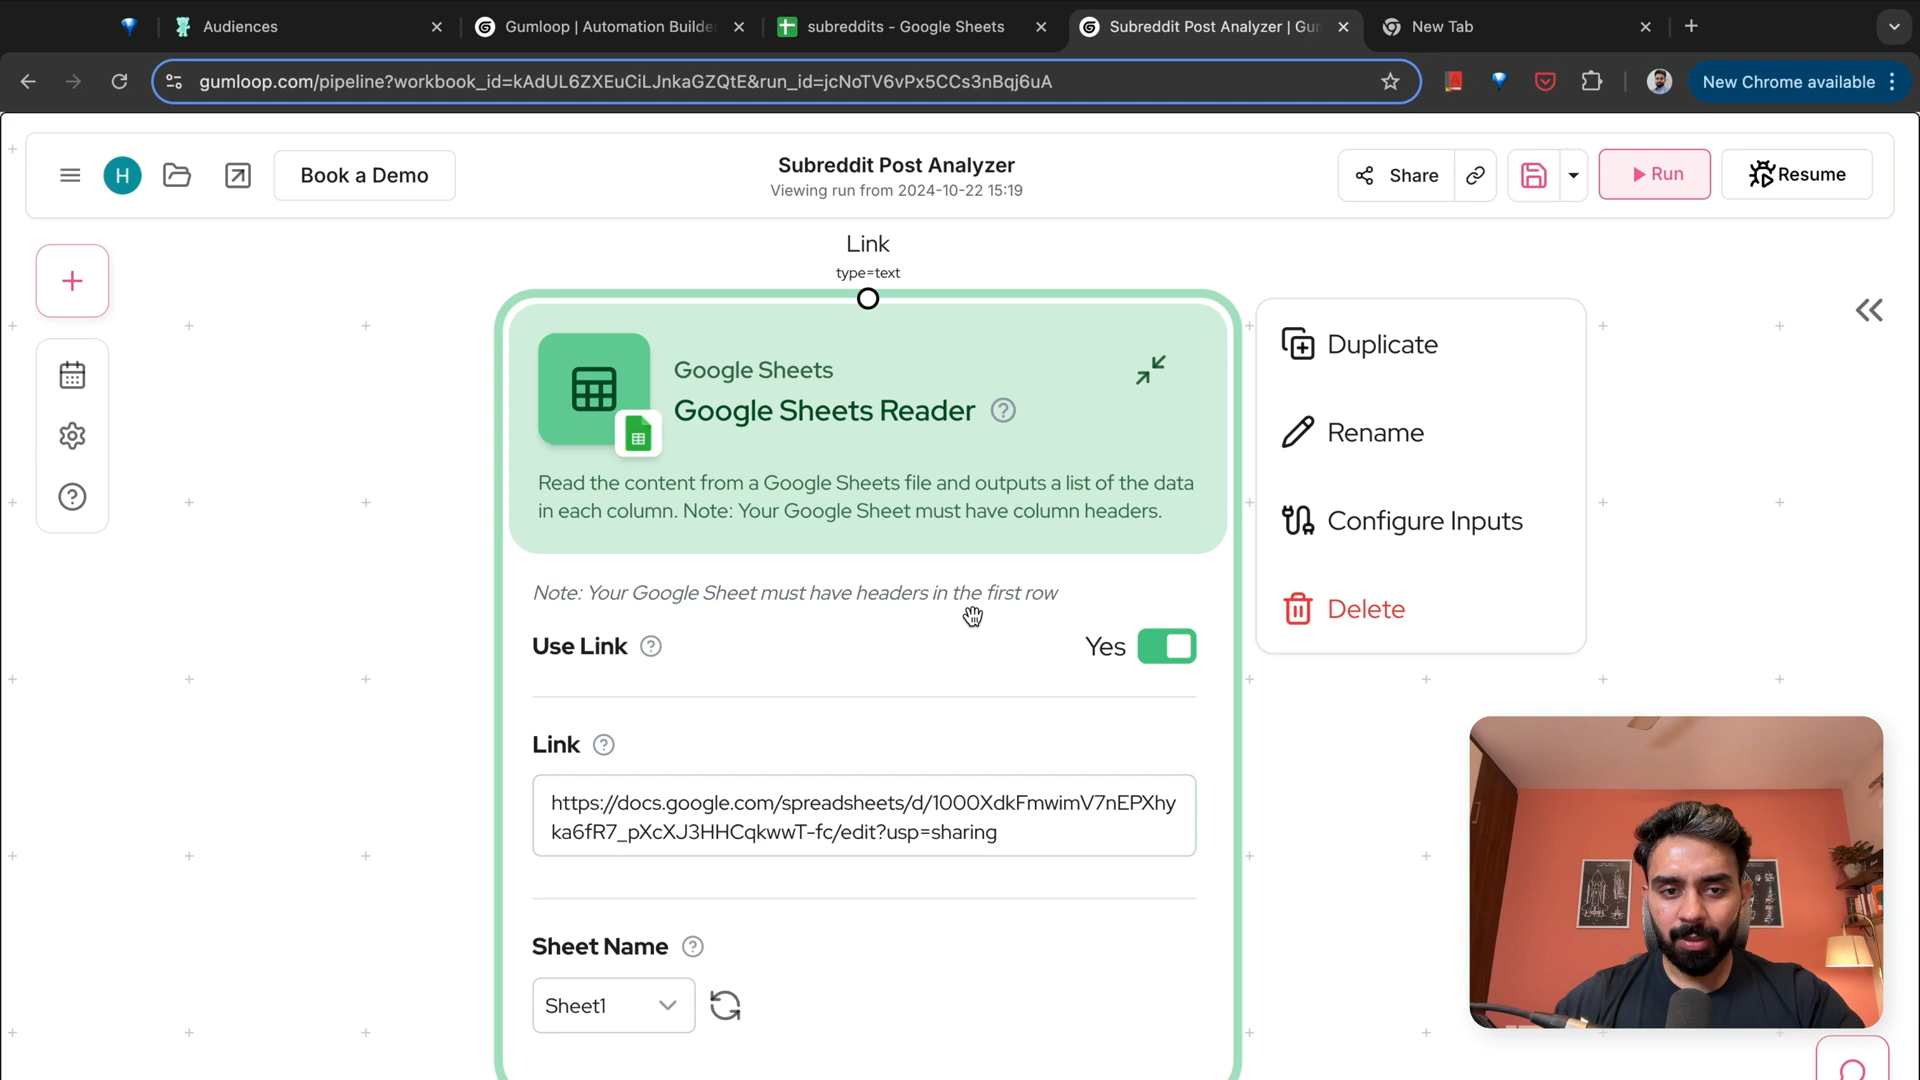 Audiences
Gumloop | Automation Builde
subreddits - Google Sheets
Subreddit Post Analyzer | Gum
New Tab
gumloop.com/pipeline?workbook_id=kAdUL6ZXEuCiLJnkaGZQtE&run_id=jcNoTV6vPx5CCs3nBqj6uA
New Chrome available
H
Book a Demo
Subreddit Post Analyzer
Viewing run from 2024-10-22 15:19
Share
Run
Resume
Link
type=text
Google Sheets
Google Sheets Reader
Read the content from a Google Sheets file and outputs a list of the data
in each column. Note: Your Google Sheet must have column headers.
Duplicate
Rename
Configure Inputs
Delete
Note: Your Google Sheet must have headers in the first row
Use Link
Yes
Link
https://docs.google.com/spreadsheets/d/1000XdkFmwimV7nEPXhy
ka6fR7_pXcXJ3HHCqkwwT-fc/edit?usp=sharing
Sheet Name
Sheet1